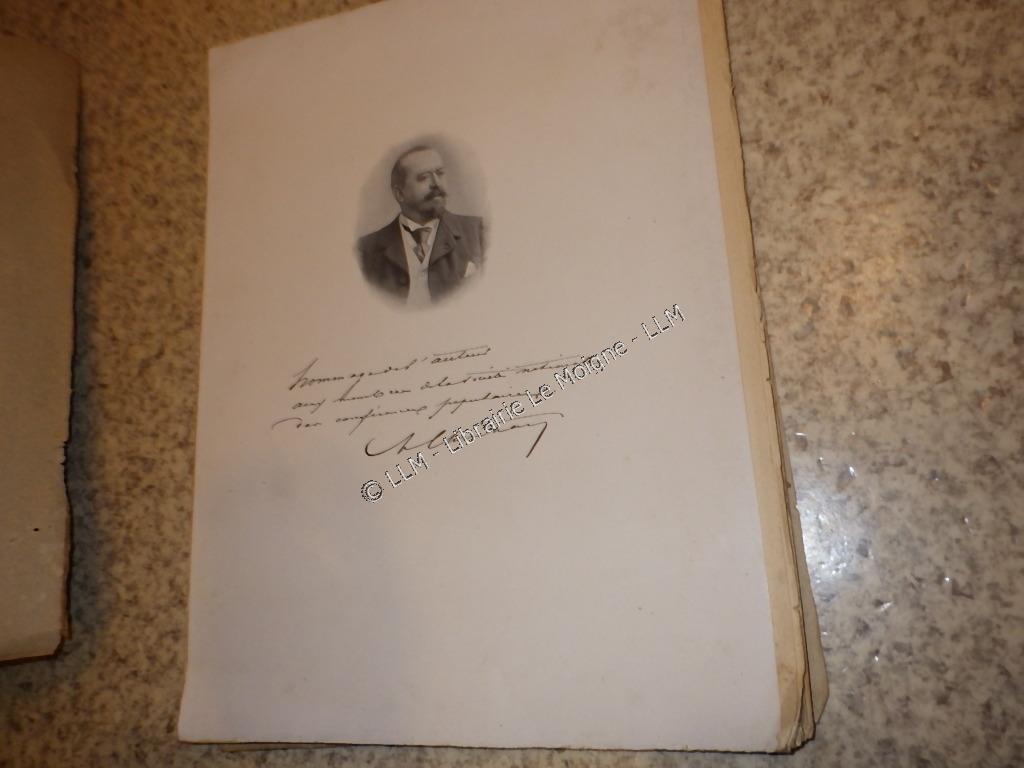 hommage de l'auteur
aux membres de la Société nationale
des conférences populaires
© LLM - Librairie Le Moigne - LLM